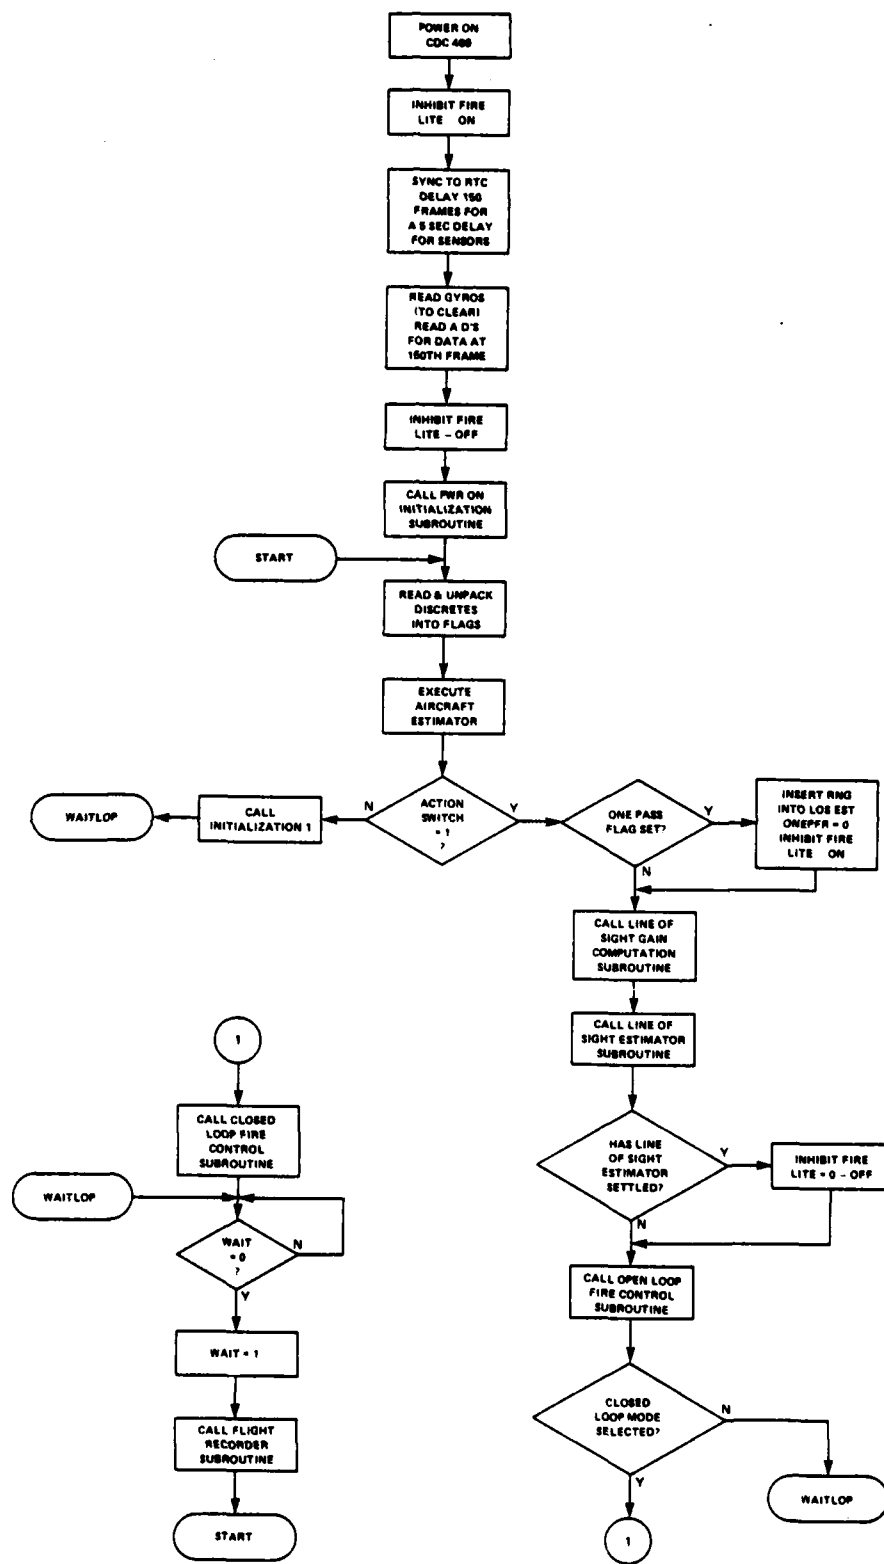 POWER ON
CDC 469
INHIBIT FIRE
LITE ON
SYNC TO RTC
DELAY 150
FRAMES FOR
A 5 SEC DELAY
FOR SENSORS
READ GYROS
(TO CLEAR)
READ A D'S
FOR DATA AT
150TH FRAME
INHIBIT FIRE
LITE – OFF
CALL PWR ON
INITIALIZATION
SUBROUTINE
START
READ & UNPACK
DISCRETES
INTO FLAGS
EXECUTE
AIRCRAFT
ESTIMATOR
WAITLOP
CALL
INITIALIZATION 1
N
ACTION
SWITCH
= 1
?
Y
ONE PASS
FLAG SET?
Y
N
INSERT RNG
INTO LOS EST
ONEPFR = 0
INHIBIT FIRE
LITE ON
CALL LINE OF
SIGHT GAIN
COMPUTATION
SUBROUTINE
CALL LINE OF
SIGHT ESTIMATOR
SUBROUTINE
HAS LINE
OF SIGHT
ESTIMATOR
SETTLED?
Y
N
INHIBIT FIRE
LITE = 0 – OFF
CALL OPEN LOOP
FIRE CONTROL
SUBROUTINE
CLOSED
LOOP MODE
SELECTED?
N
Y
WAITLOP
1
1
CALL CLOSED
LOOP FIRE
CONTROL
SUBROUTINE
WAITLOP
WAIT
= 0
?
N
Y
WAIT = 1
CALL FLIGHT
RECORDER
SUBROUTINE
START